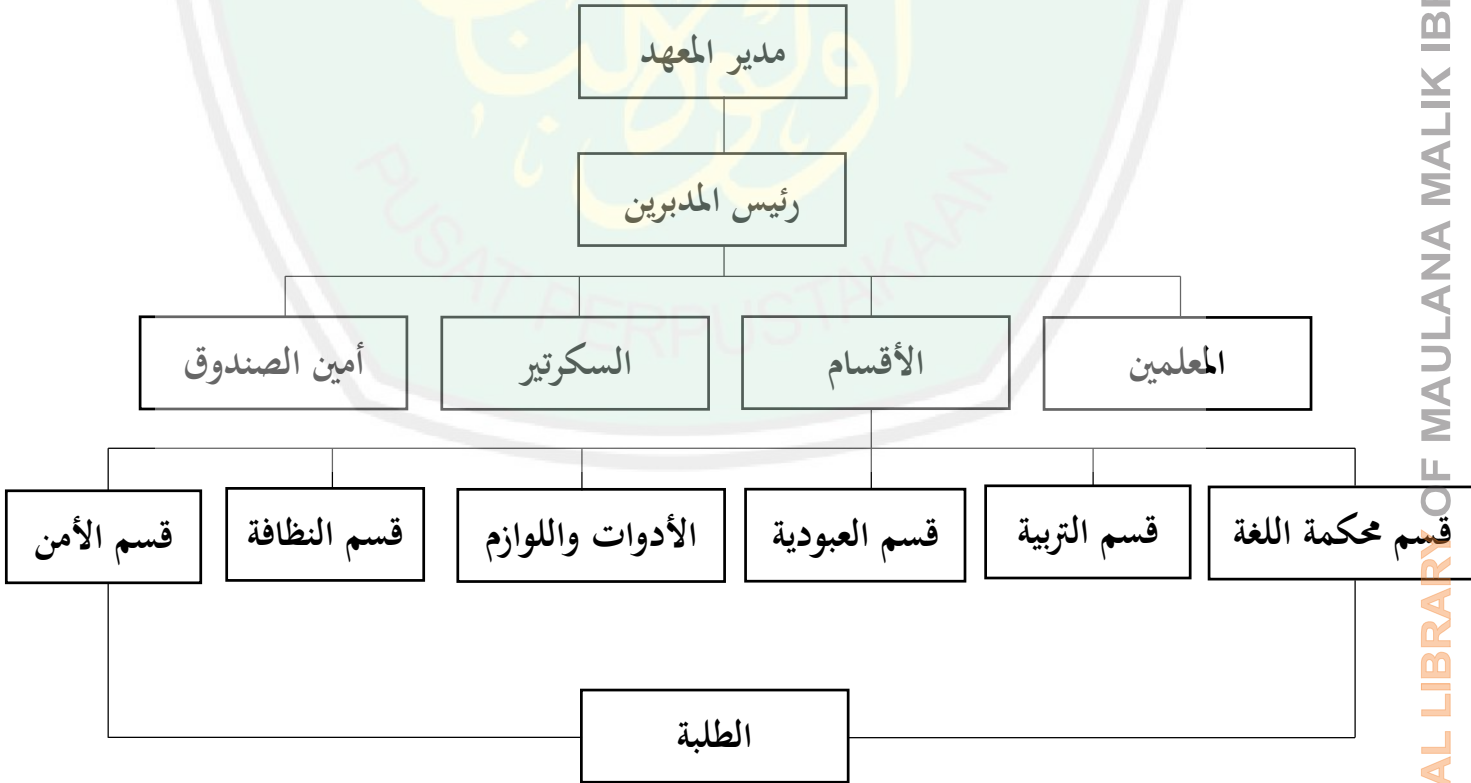 مدير المعهد
رئيس المدبرين
المعلمين
الأقسام
السكرتير
أمين الصندوق
قسم محكمة اللغة
قسم التربية
قسم العبودية
الأدوات واللوازم
قسم النظافة
قسم الأمن
الطلبة
PUSAT PERPUSTAKAAN
AL LIBRARY OF MAULANA MALIK IB